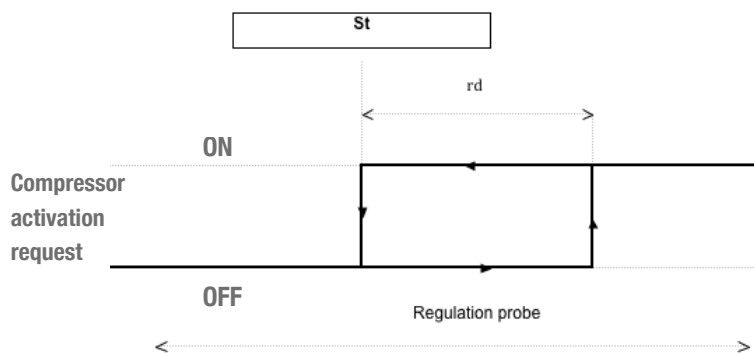 St
rd
ON
Compressor
activation
request
OFF
Regulation probe